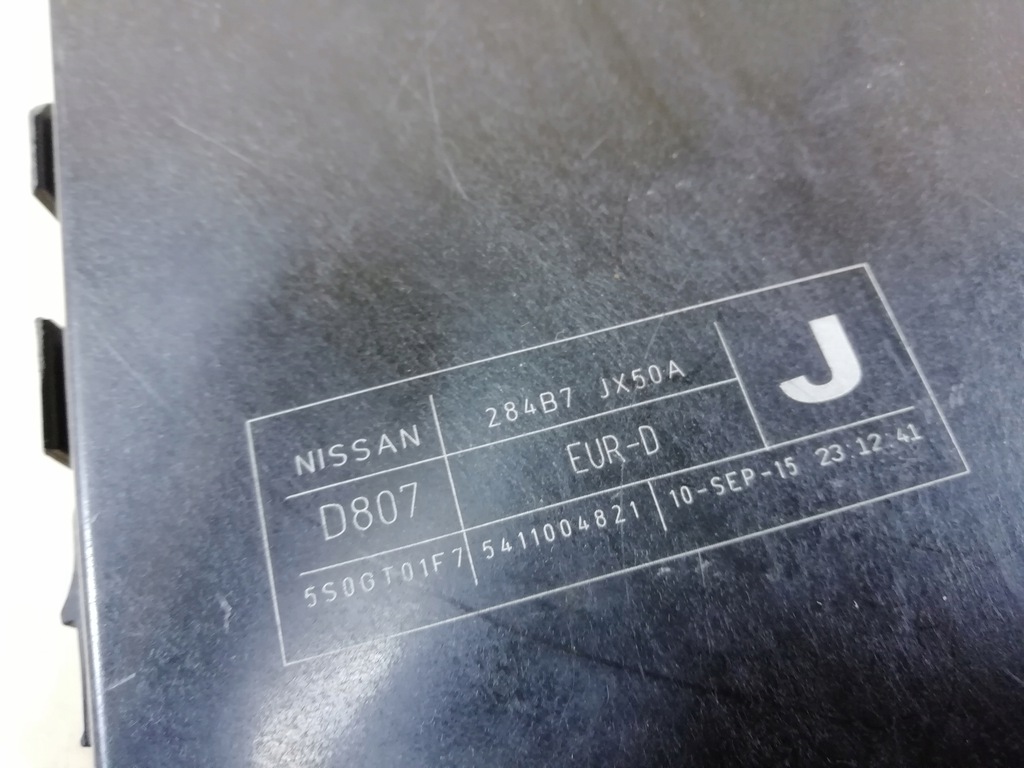 NISSAN 284B7 JX50A J
D807 EUR-D
5S0GT01F7 5411004821 10-SEP-15 23:12:41